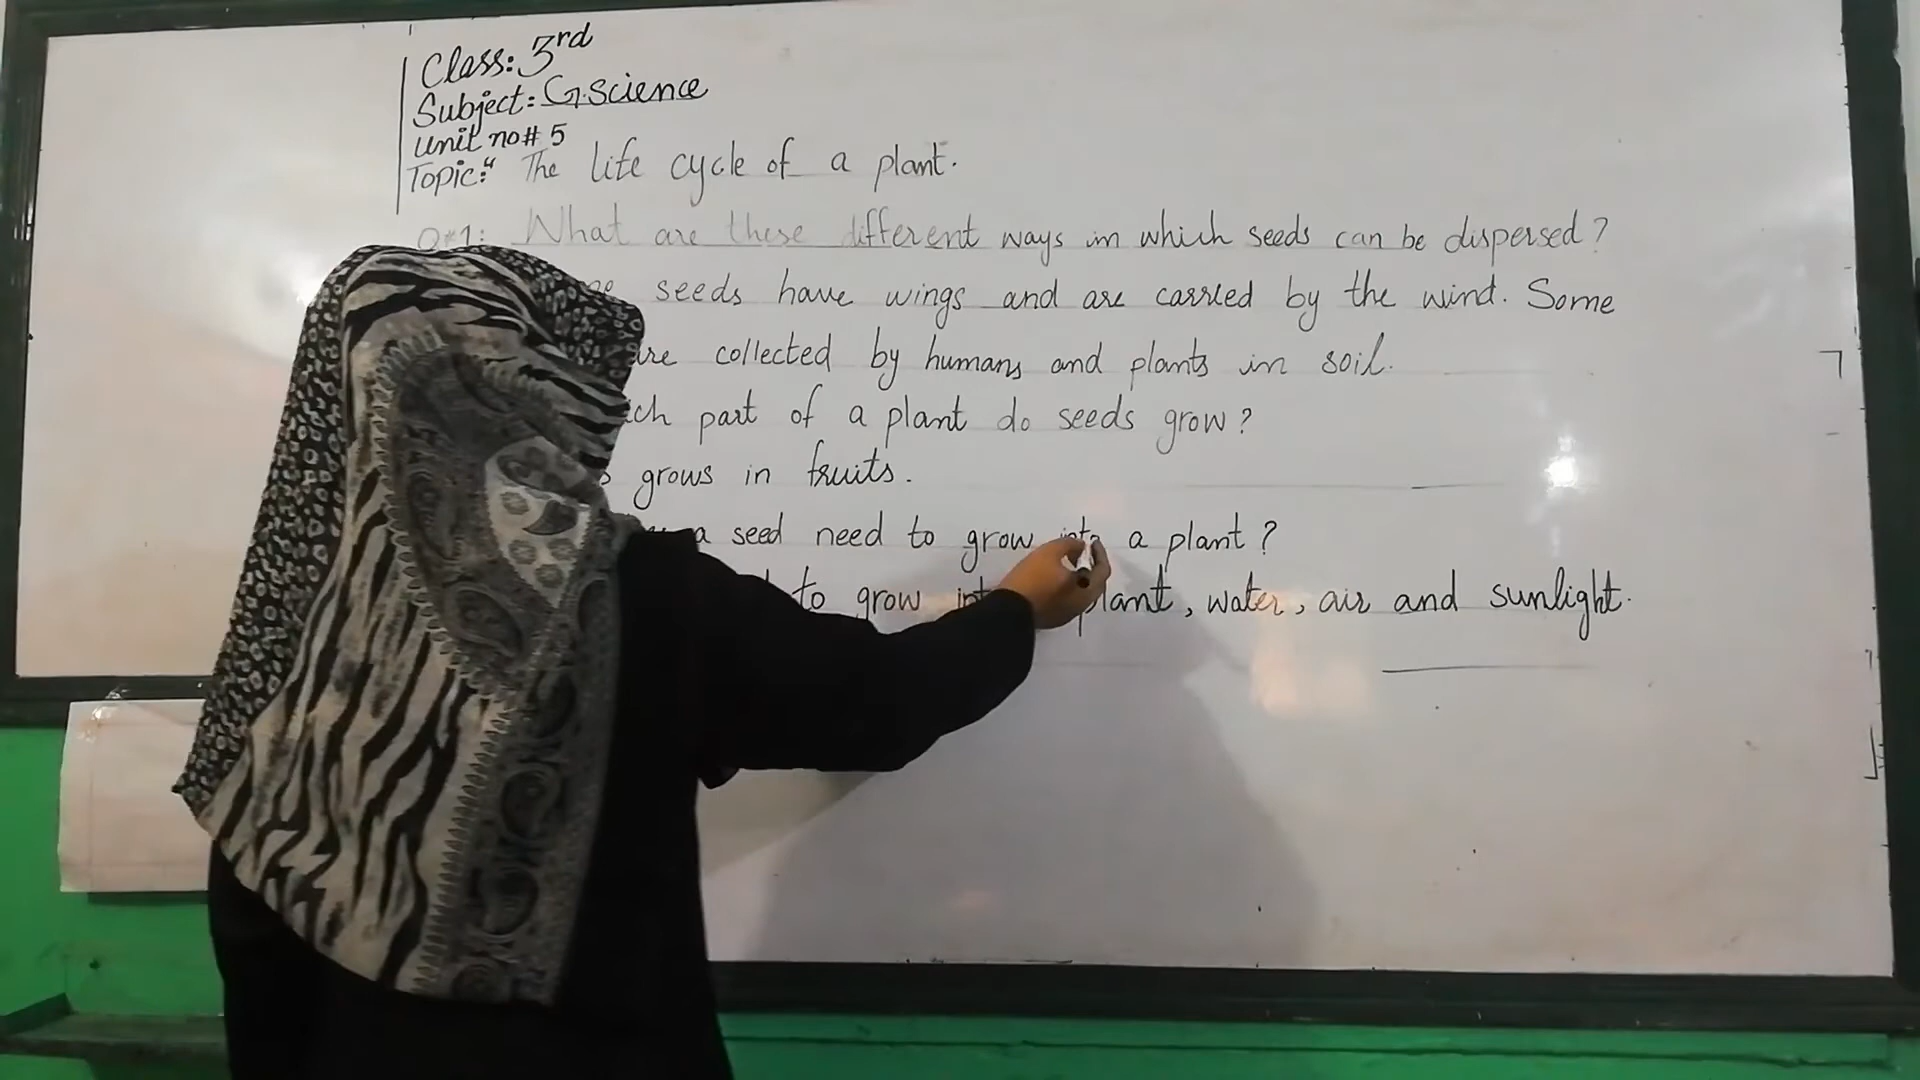 Class: 3rd
Subject: G.Science
Unit no# 5
Topic:" The life cycle of a plant.
Q#1: What are these different ways in which seeds can be dispersed?
seeds have wings and are carried by the wind. Some
are collected by humans and plants in soil.
part of a plant do seeds grow?
grows in fruits.
a seed need to grow into a plant?
to grow plant, water, air and sunlight.